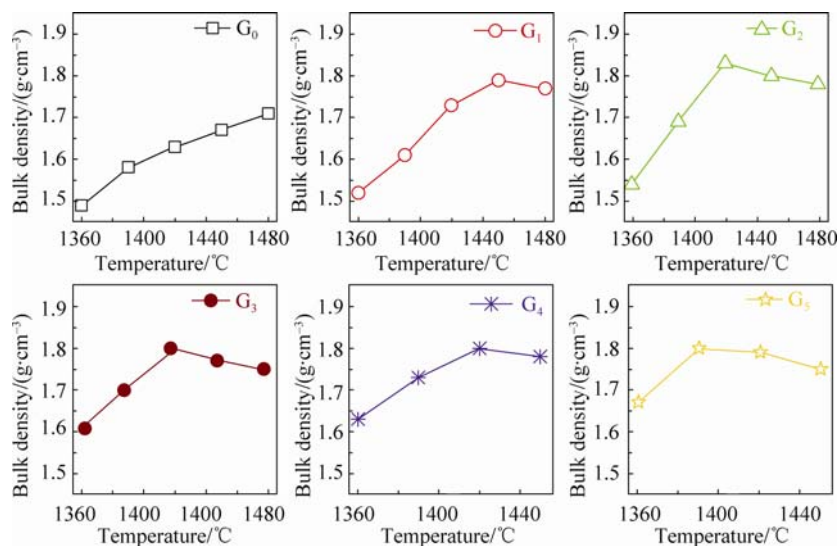 G₀
1.9
1.8
1.7
1.6
1.5
Bulk density/(g·cm⁻³)
1360 1400 1440 1480
Temperature/℃
G₁
1.9
1.8
1.7
1.6
1.5
Bulk density/(g·cm⁻³)
1360 1400 1440 1480
Temperature/℃
G₂
1.9
1.8
1.7
1.6
1.5
Bulk density/(g·cm⁻³)
1360 1400 1440 1480
Temperature/℃
G₃
1.9
1.8
1.7
1.6
1.5
Bulk density/(g·cm⁻³)
1360 1400 1440 1480
Temperature/℃
G₄
1.9
1.8
1.7
1.6
1.5
Bulk density/(g·cm⁻³)
1360 1400 1440
Temperature/℃
G₅
1.9
1.8
1.7
1.6
1.5
Bulk density/(g·cm⁻³)
1360 1400 1440
Temperature/℃